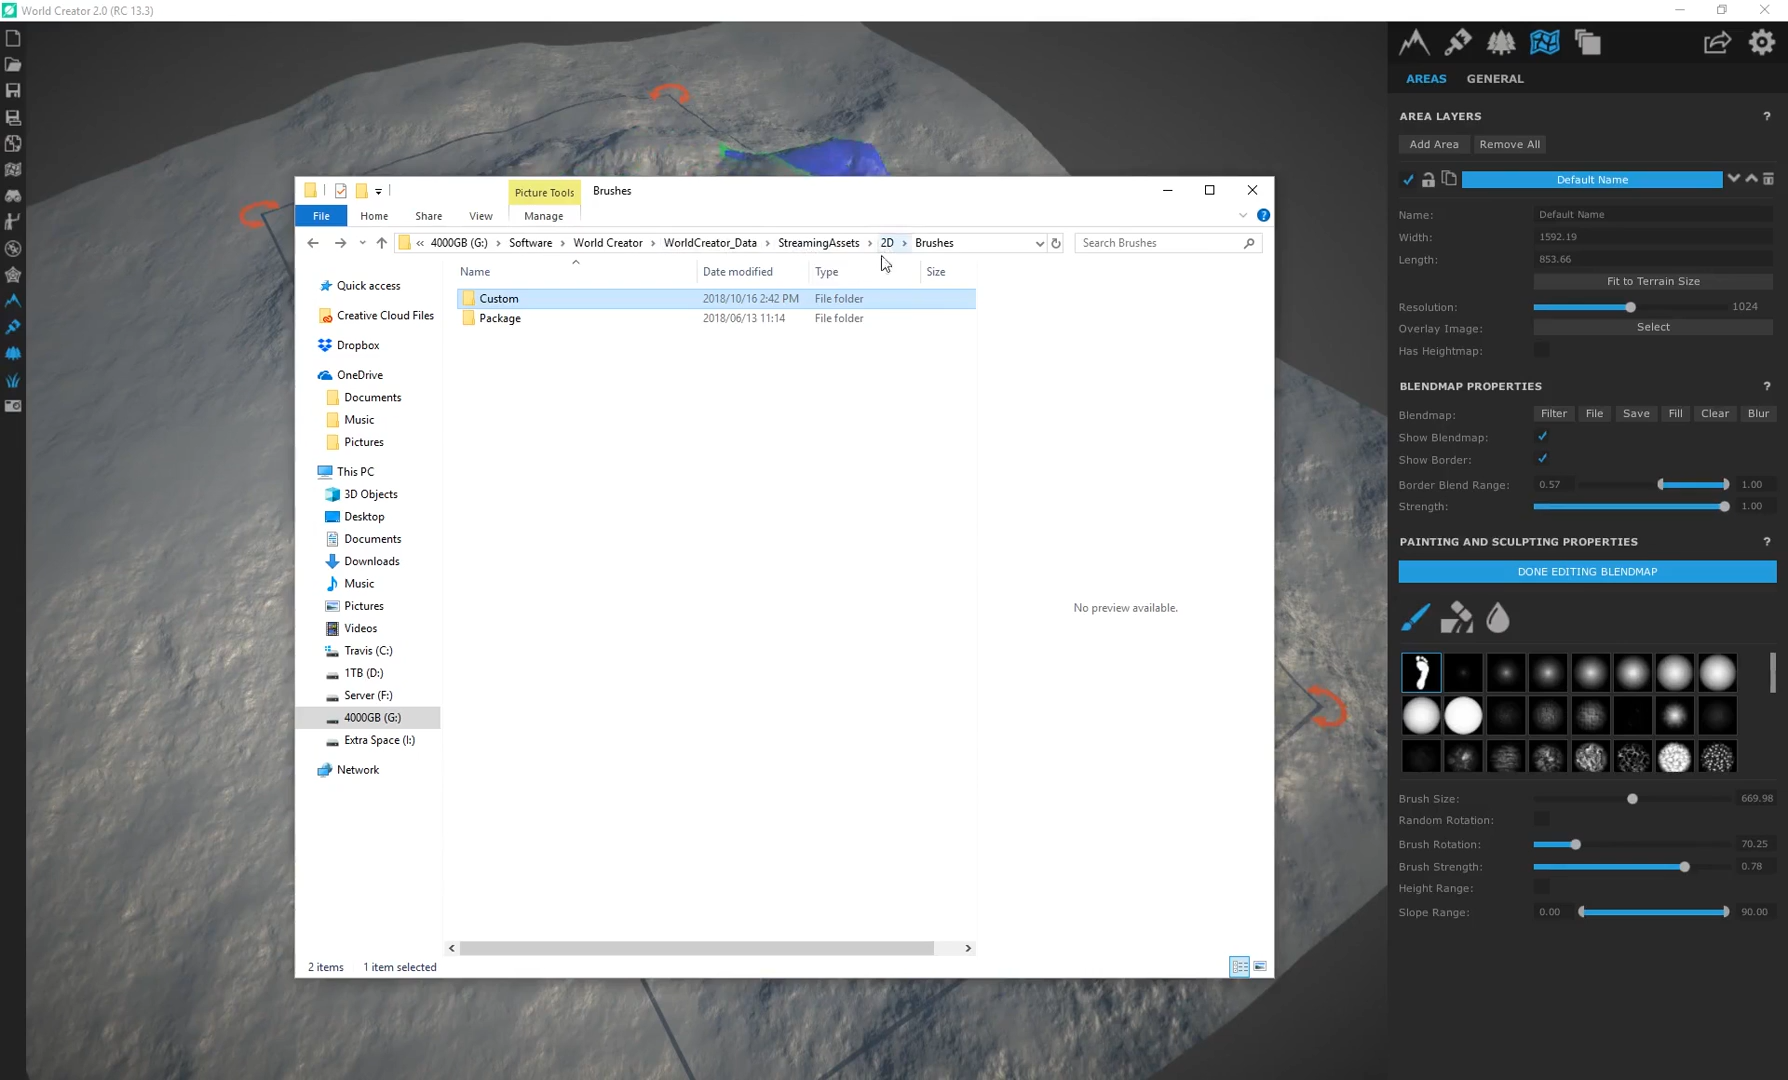 World Creator 2.0 (RC 13.3)
AREAS GENERAL
AREA LAYERS ?
Add Area Remove All
Default Name
Name: Default Name
Width: 1592.19
Length: 853.66
Fit to Terrain Size
Resolution: 1024
Overlay Image: Select
Has Heightmap:
BLENDMAP PROPERTIES ?
Blendmap: Filter File Save Fill Clear Blur
Show Blendmap:
Show Border:
Border Blend Range: 0.57 1.00
Strength: 1.00
PAINTING AND SCULPTING PROPERTIES ?
DONE EDITING BLENDMAP
Brush Size: 669.98
Random Rotation:
Brush Rotation: 70.25
Brush Strength: 0.78
Height Range:
Slope Range: 0.00 90.00
Picture Tools Brushes
File Home Share View Manage ?
« 4000GB (G:) › Software › World Creator › WorldCreator_Data › StreamingAssets › 2D › Brushes Search Brushes
Name Date modified Type Size
Custom 2018/10/16 2:42 PM File folder
Package 2018/06/13 11:14 File folder
Quick access
Creative Cloud Files
Dropbox
OneDrive
Documents
Music
Pictures
This PC
3D Objects
Desktop
Documents
Downloads
Music
Pictures
Videos
Travis (C:)
1TB (D:)
Server (F:)
4000GB (G:)
Extra Space (I:)
Network
No preview available.
2 items 1 item selected